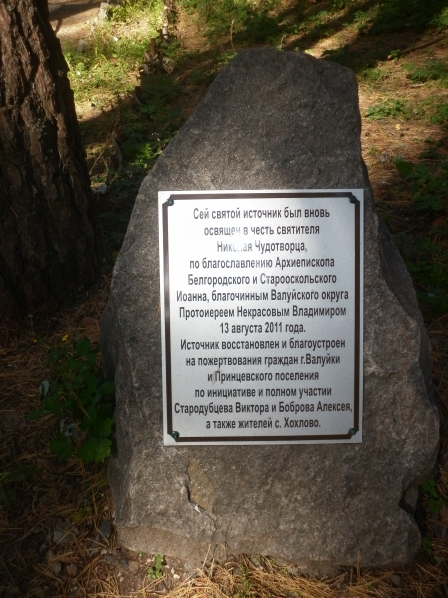 Сей святой источник был вновь
освящен в честь святителя
Николая Чудотворца,
по благославению Архиепископа
Белгородского и Старооскольского
Иоанна, благочинным Валуйского округа
Протоиереем Некрасовым Владимиром
13 августа 2011 года.
Источник восстановлен и благоустроен
на пожертвования граждан г.Валуйки
и Принцевского поселения
по инициативе и полном участии
Стародубцева Виктора и Боброва Алексея,
а также жителей с. Хохлово.